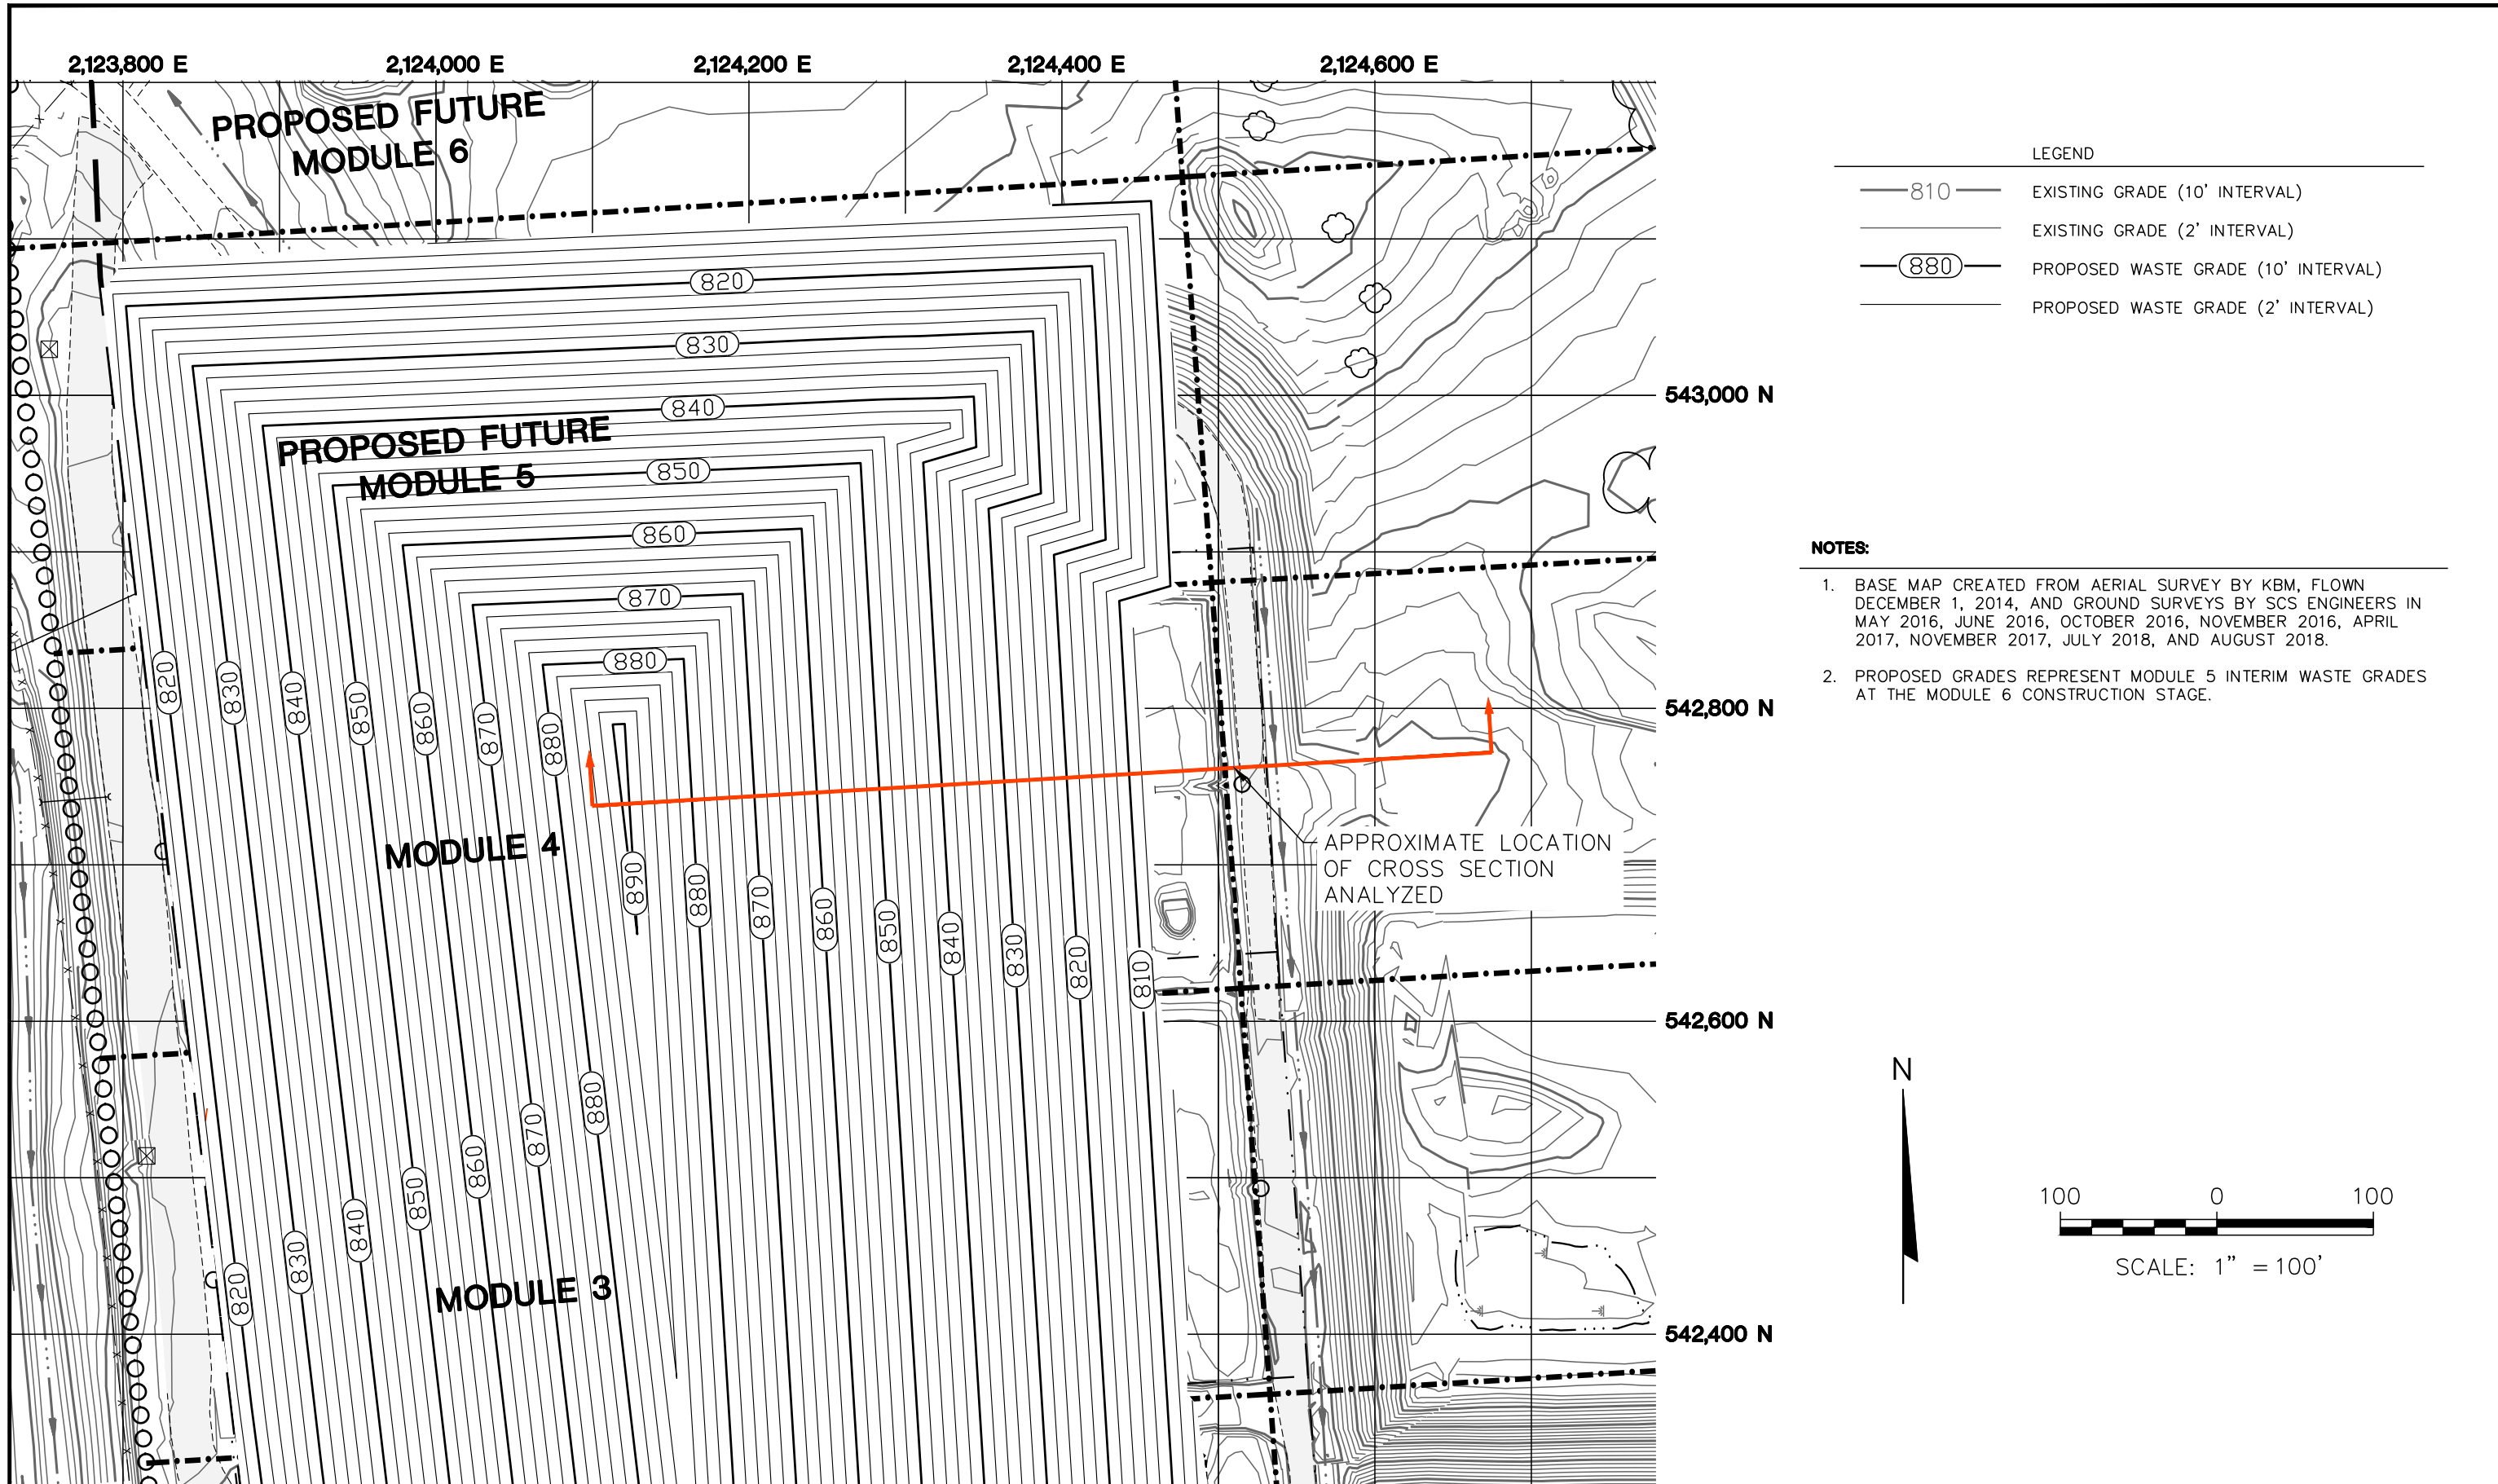 2,123,800 E
2,124,000 E
2,124,200 E
2,124,400 E
2,124,600 E
PROPOSED FUTURE
MODULE 6
820
830
840
PROPOSED FUTURE
MODULE 5
850
860
870
880
820
830
840
850
860
870
880
MODULE 4
890
880
870
860
850
840
830
820
810
880
870
860
850
840
830
820
MODULE 3
APPROXIMATE LOCATION
OF CROSS SECTION
ANALYZED
543,000 N
542,800 N
542,600 N
542,400 N
LEGEND
810 EXISTING GRADE (10' INTERVAL)
EXISTING GRADE (2' INTERVAL)
880 PROPOSED WASTE GRADE (10' INTERVAL)
PROPOSED WASTE GRADE (2' INTERVAL)
NOTES:
1. BASE MAP CREATED FROM AERIAL SURVEY BY KBM, FLOWN
DECEMBER 1, 2014, AND GROUND SURVEYS BY SCS ENGINEERS IN
MAY 2016, JUNE 2016, OCTOBER 2016, NOVEMBER 2016, APRIL
2017, NOVEMBER 2017, JULY 2018, AND AUGUST 2018.
2. PROPOSED GRADES REPRESENT MODULE 5 INTERIM WASTE GRADES
AT THE MODULE 6 CONSTRUCTION STAGE.
N
100 0 100
SCALE: 1" = 100'